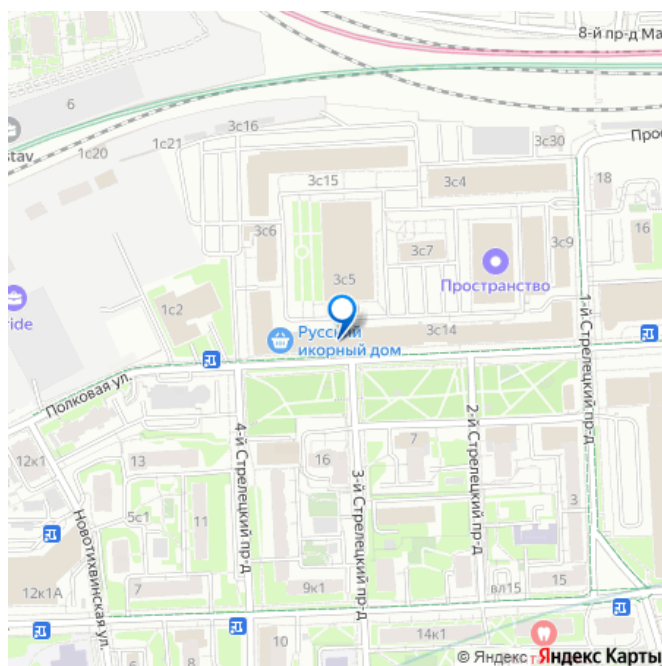 8-й пр-д Ма
6
1с20
1с21
3с16
3с30
Про
stav
3с15
3с4
18
16
3с6
3с7
3с9
3с5
Пространство
1с2
ride
Русский
икорный дом
3с14
1-й Стрелецкий пр-д
Полковая ул.
4-й Стрелецкий пр-д
3-й Стрелецкий пр-д
2-й Стрелецкий пр-д
12к1
13
16
7
Новотихвинская ул.
5с1
11
3
12к1А
7
9к1
вл15
15
6
8
10
14к1
© Яндекс
Яндекс Карты